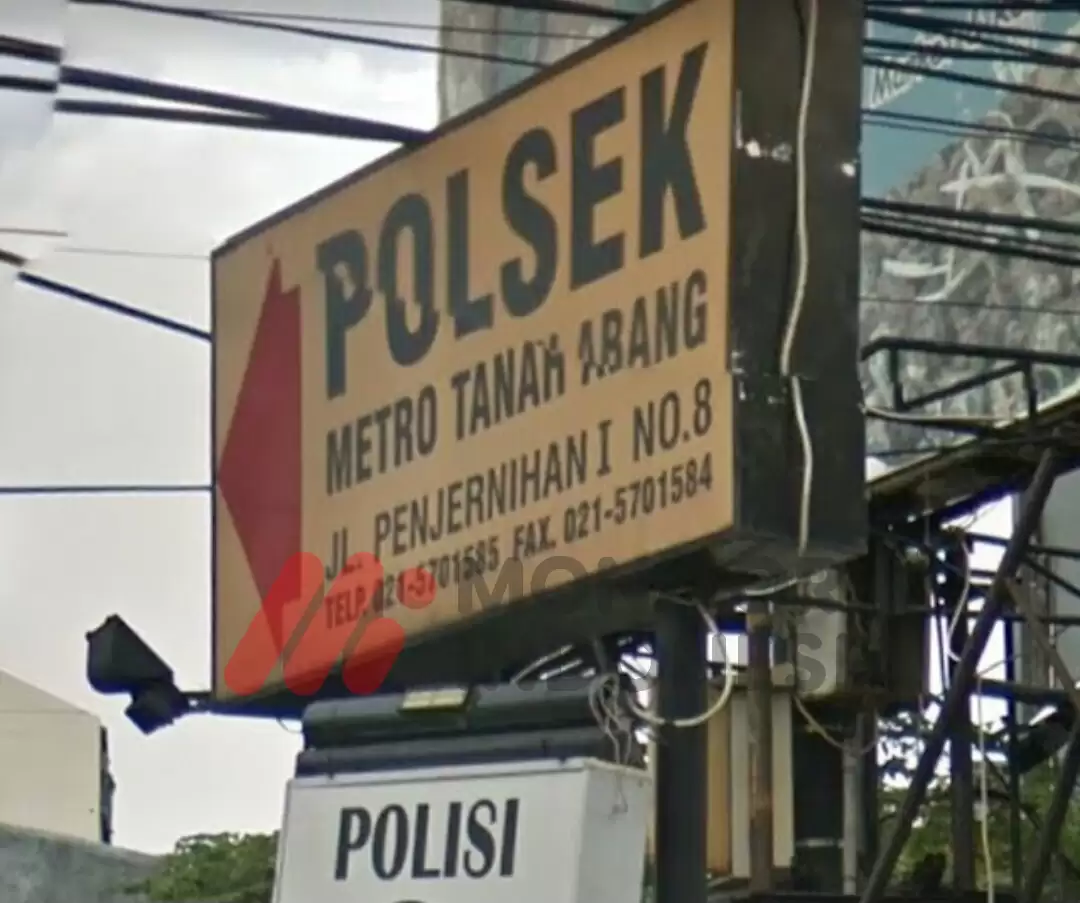 POLSEK
METRO TANAH ABANG
JL. PENJERNIHAN I NO.8
TELP. 021-5701585 FAX. 021-5701584
POLISI